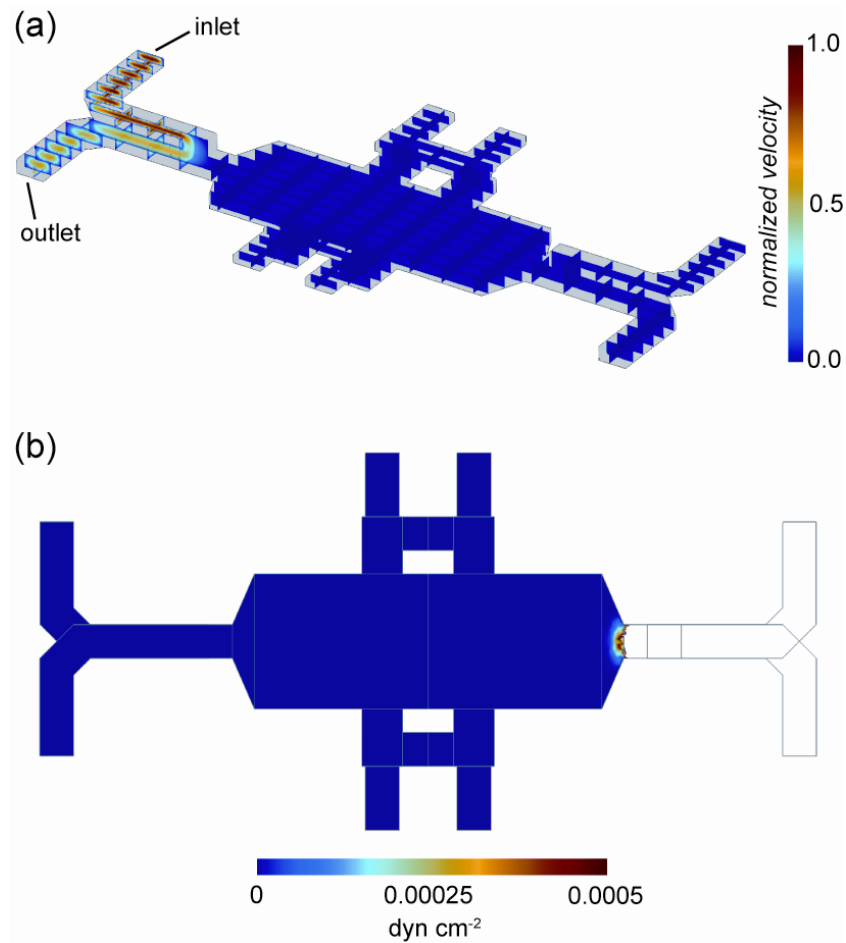 (a)
inlet
outlet
1.0
0.5
0.0
normalized velocity
(b)
0
0.00025
0.0005
dyn cm⁻²